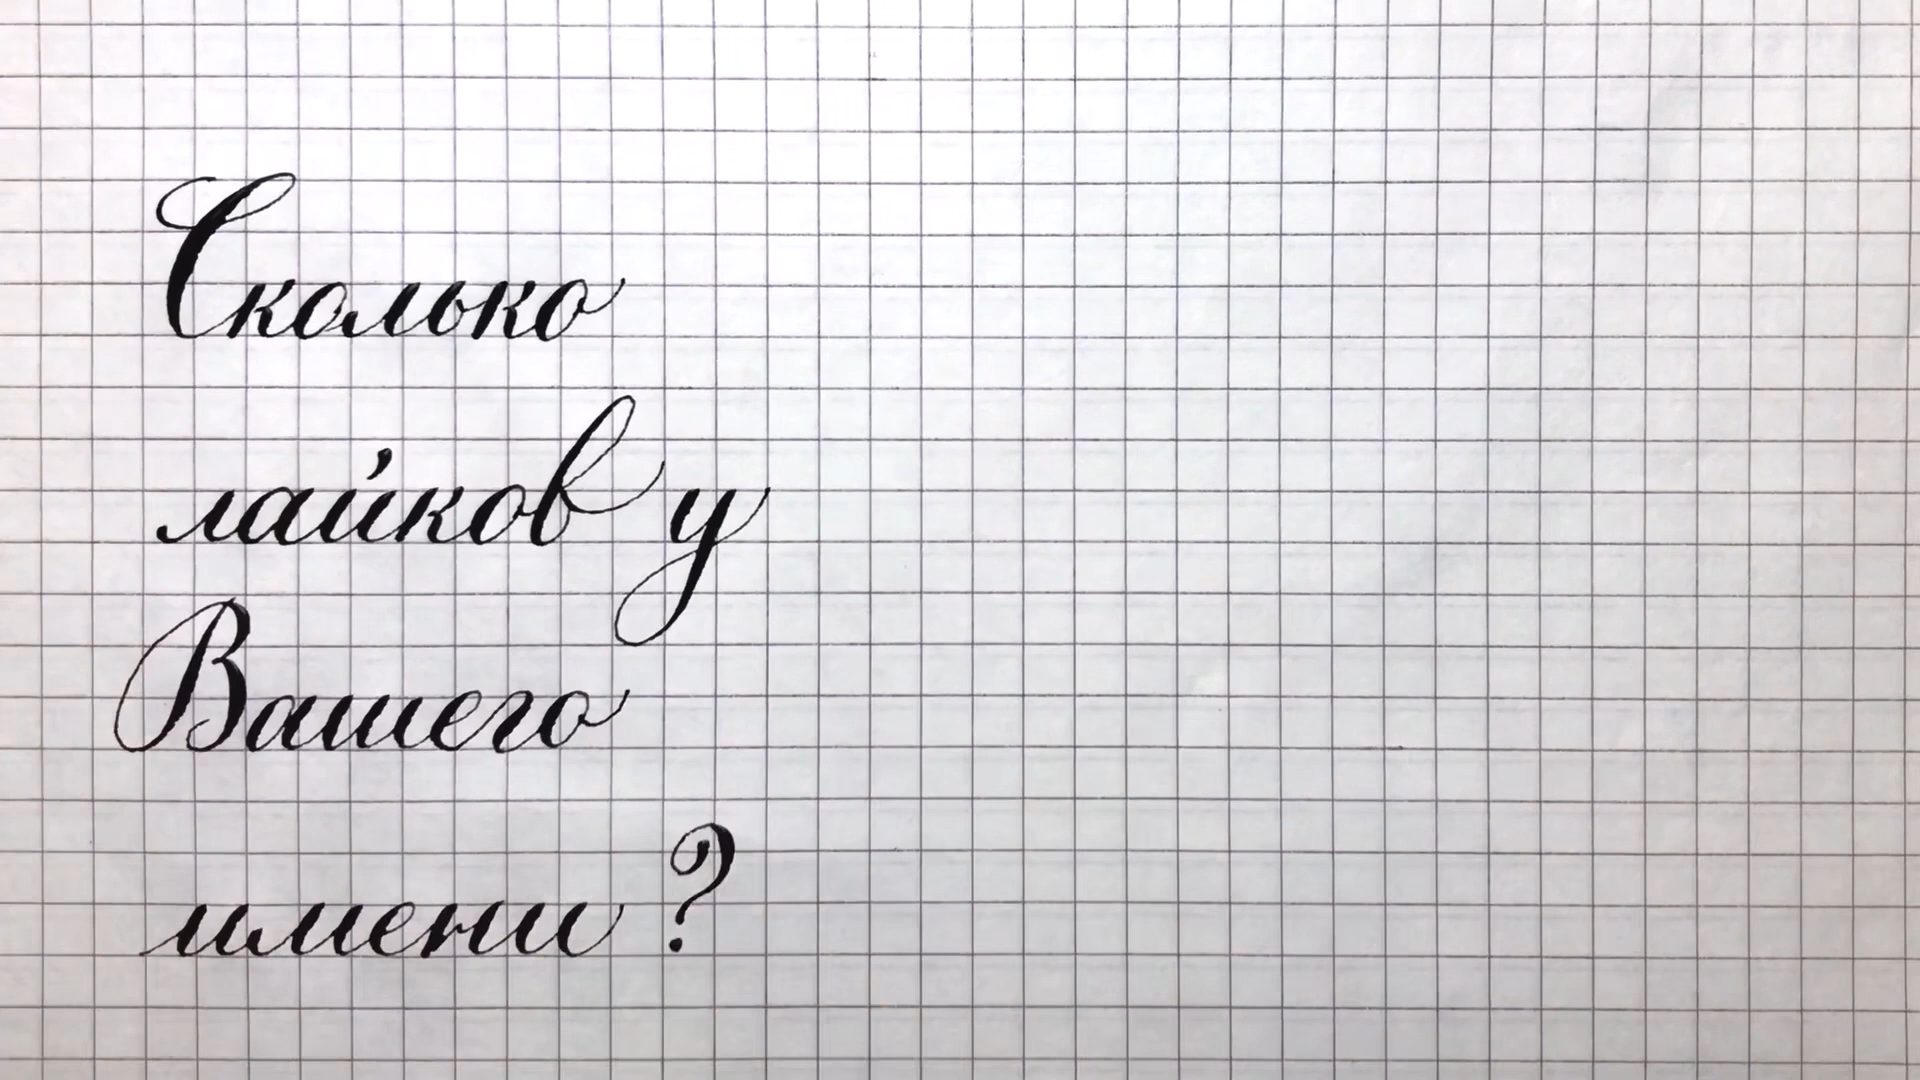 Сколько
лайков у
Вашего
имени ?